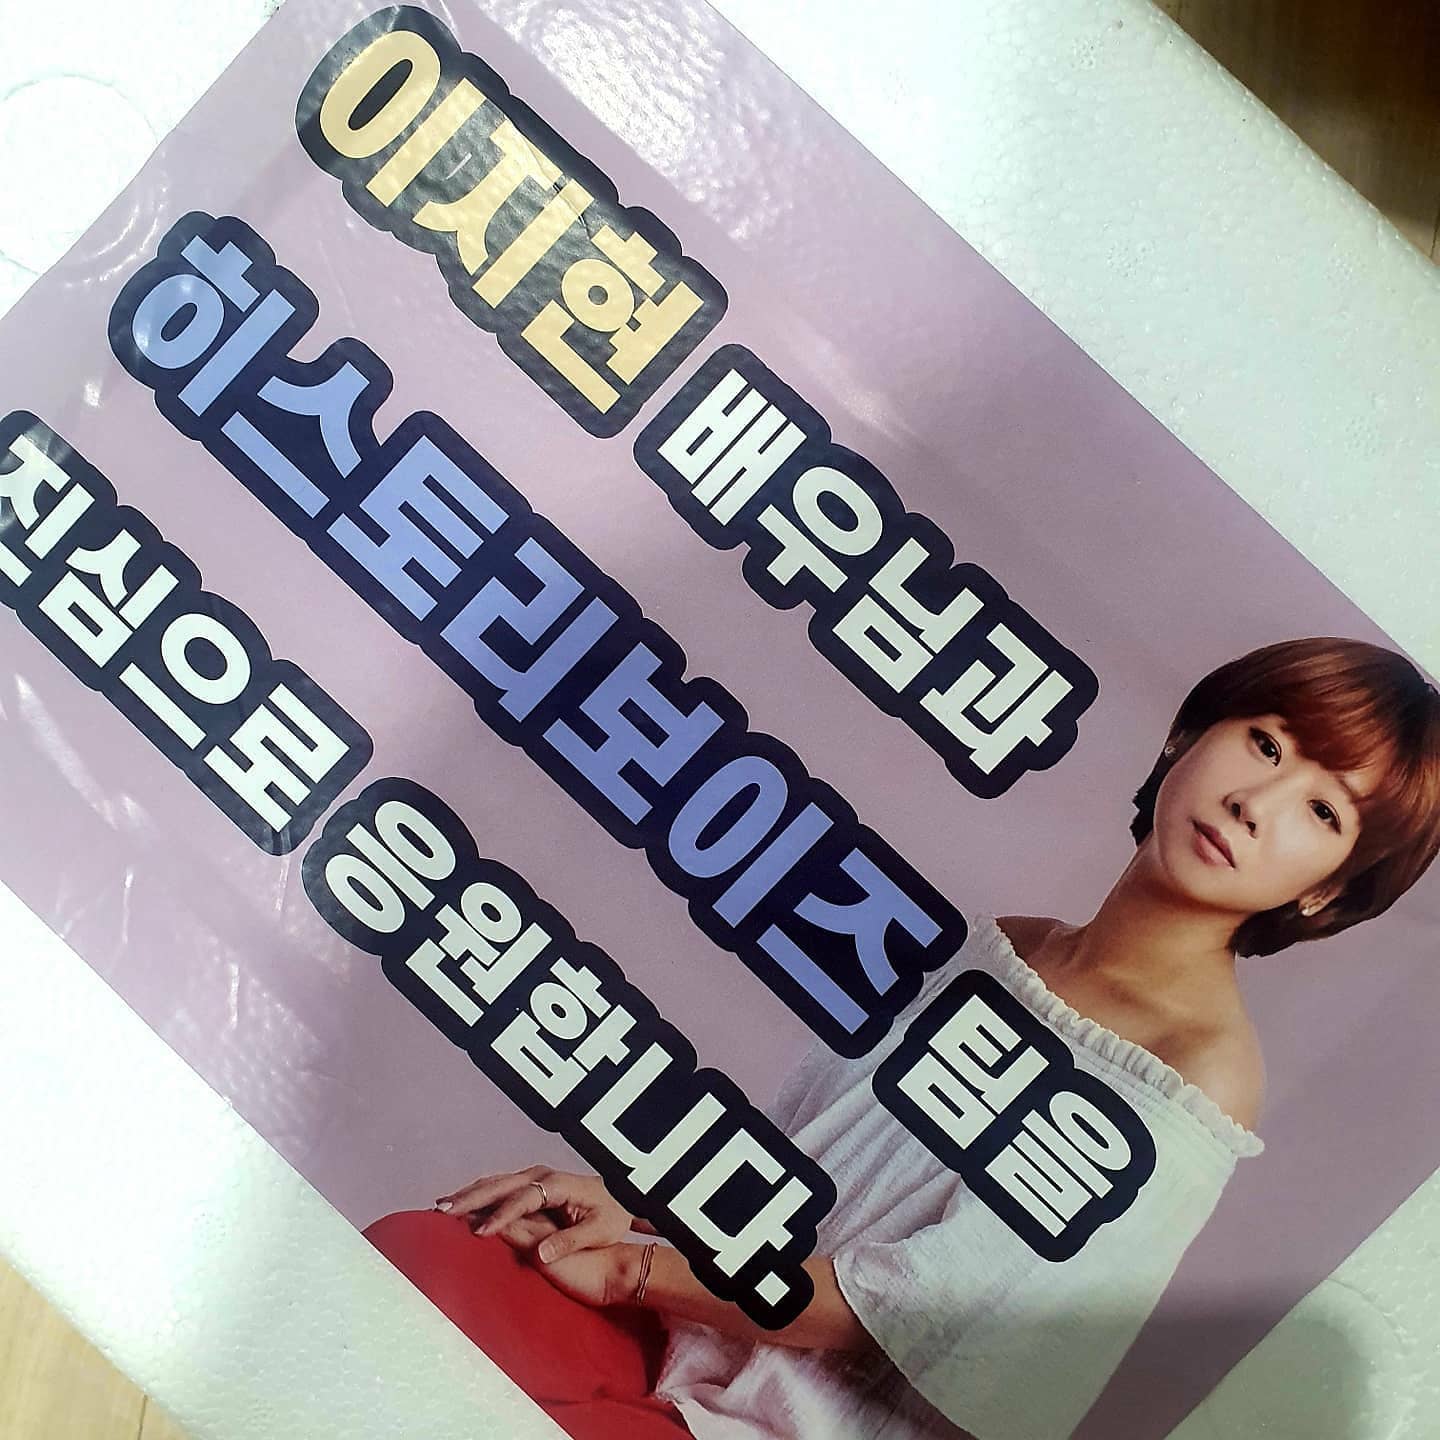 이지현 배우님과
히스토리보이즈 팀을
진심으로 응원합니다.